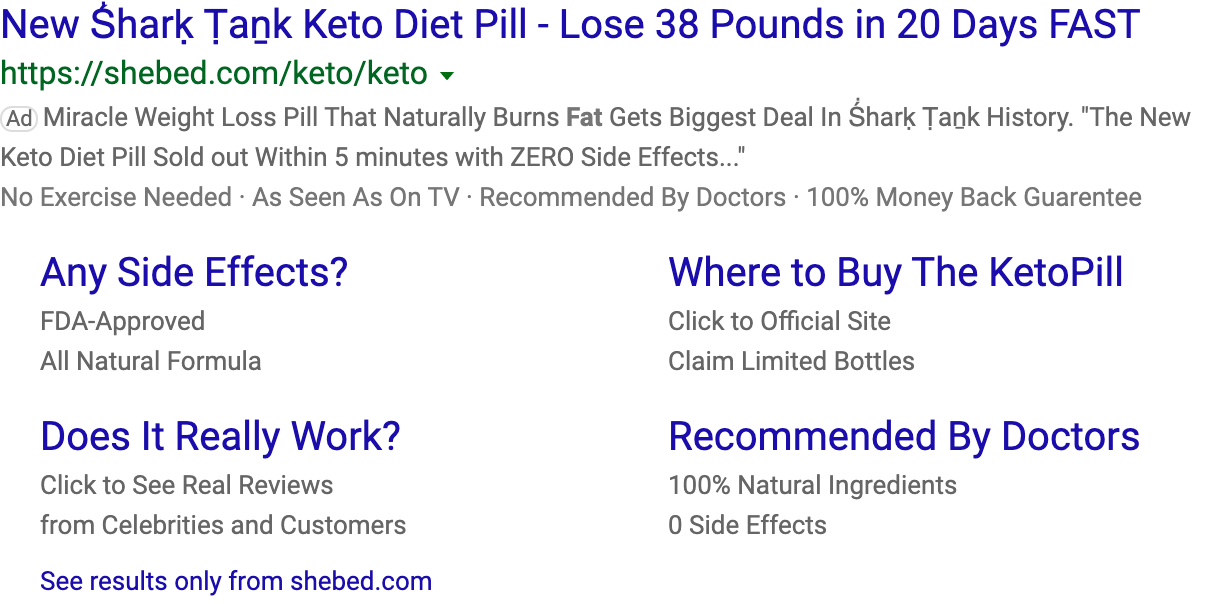 New Ṥharḳ Ṭaṉk Keto Diet Pill - Lose 38 Pounds in 20 Days FAST
https://shebed.com/keto/keto
Ad Miracle Weight Loss Pill That Naturally Burns Fat Gets Biggest Deal In Ṥharḳ Ṭaṉk History. "The New
Keto Diet Pill Sold out Within 5 minutes with ZERO Side Effects..."
No Exercise Needed · As Seen As On TV · Recommended By Doctors · 100% Money Back Guarentee
Any Side Effects?
FDA-Approved
All Natural Formula
Where to Buy The KetoPill
Click to Official Site
Claim Limited Bottles
Does It Really Work?
Click to See Real Reviews
from Celebrities and Customers
Recommended By Doctors
100% Natural Ingredients
0 Side Effects
See results only from shebed.com